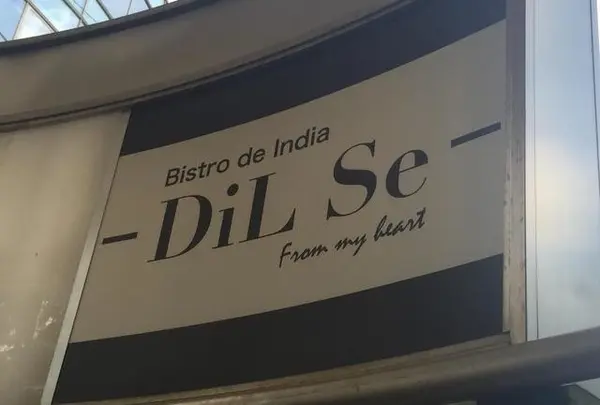 Bistro de India
- DiL Se -
From my heart